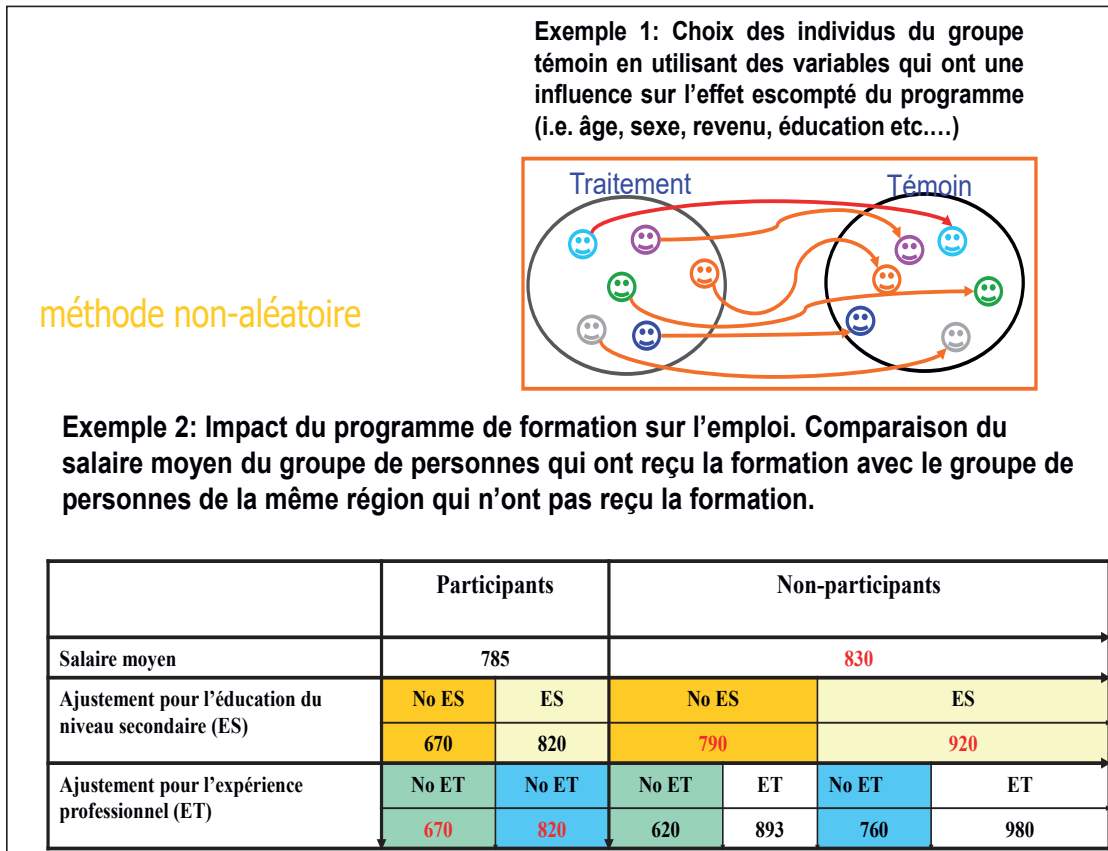 Exemple 1: Choix des individus du groupe
témoin en utilisant des variables qui ont une
influence sur l'effet escompté du programme
(i.e. âge, sexe, revenu, éducation etc.…)
Traitement Témoin
méthode non-aléatoire
Exemple 2: Impact du programme de formation sur l'emploi. Comparaison du
salaire moyen du groupe de personnes qui ont reçu la formation avec le groupe de
personnes de la même région qui n'ont pas reçu la formation.
Participants Non-participants
Salaire moyen 785 830
Ajustement pour l'éducation du
niveau secondaire (ES)
No ES ES No ES ES
670 820 790 920
Ajustement pour l'expérience
professionnel (ET)
No ET No ET No ET ET No ET ET
670 820 620 893 760 980